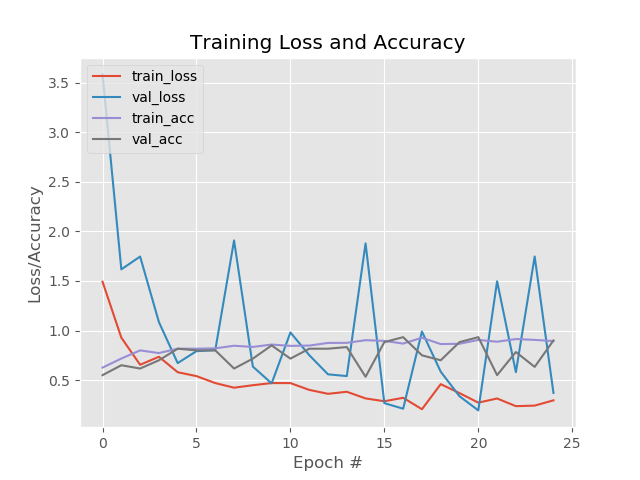 Training Loss and Accuracy
train_loss
val_loss
train_acc
val_acc
3.5
3.0
2.5
2.0
1.5
1.0
0.5
Loss/Accuracy
0 5 10 15 20 25
Epoch #